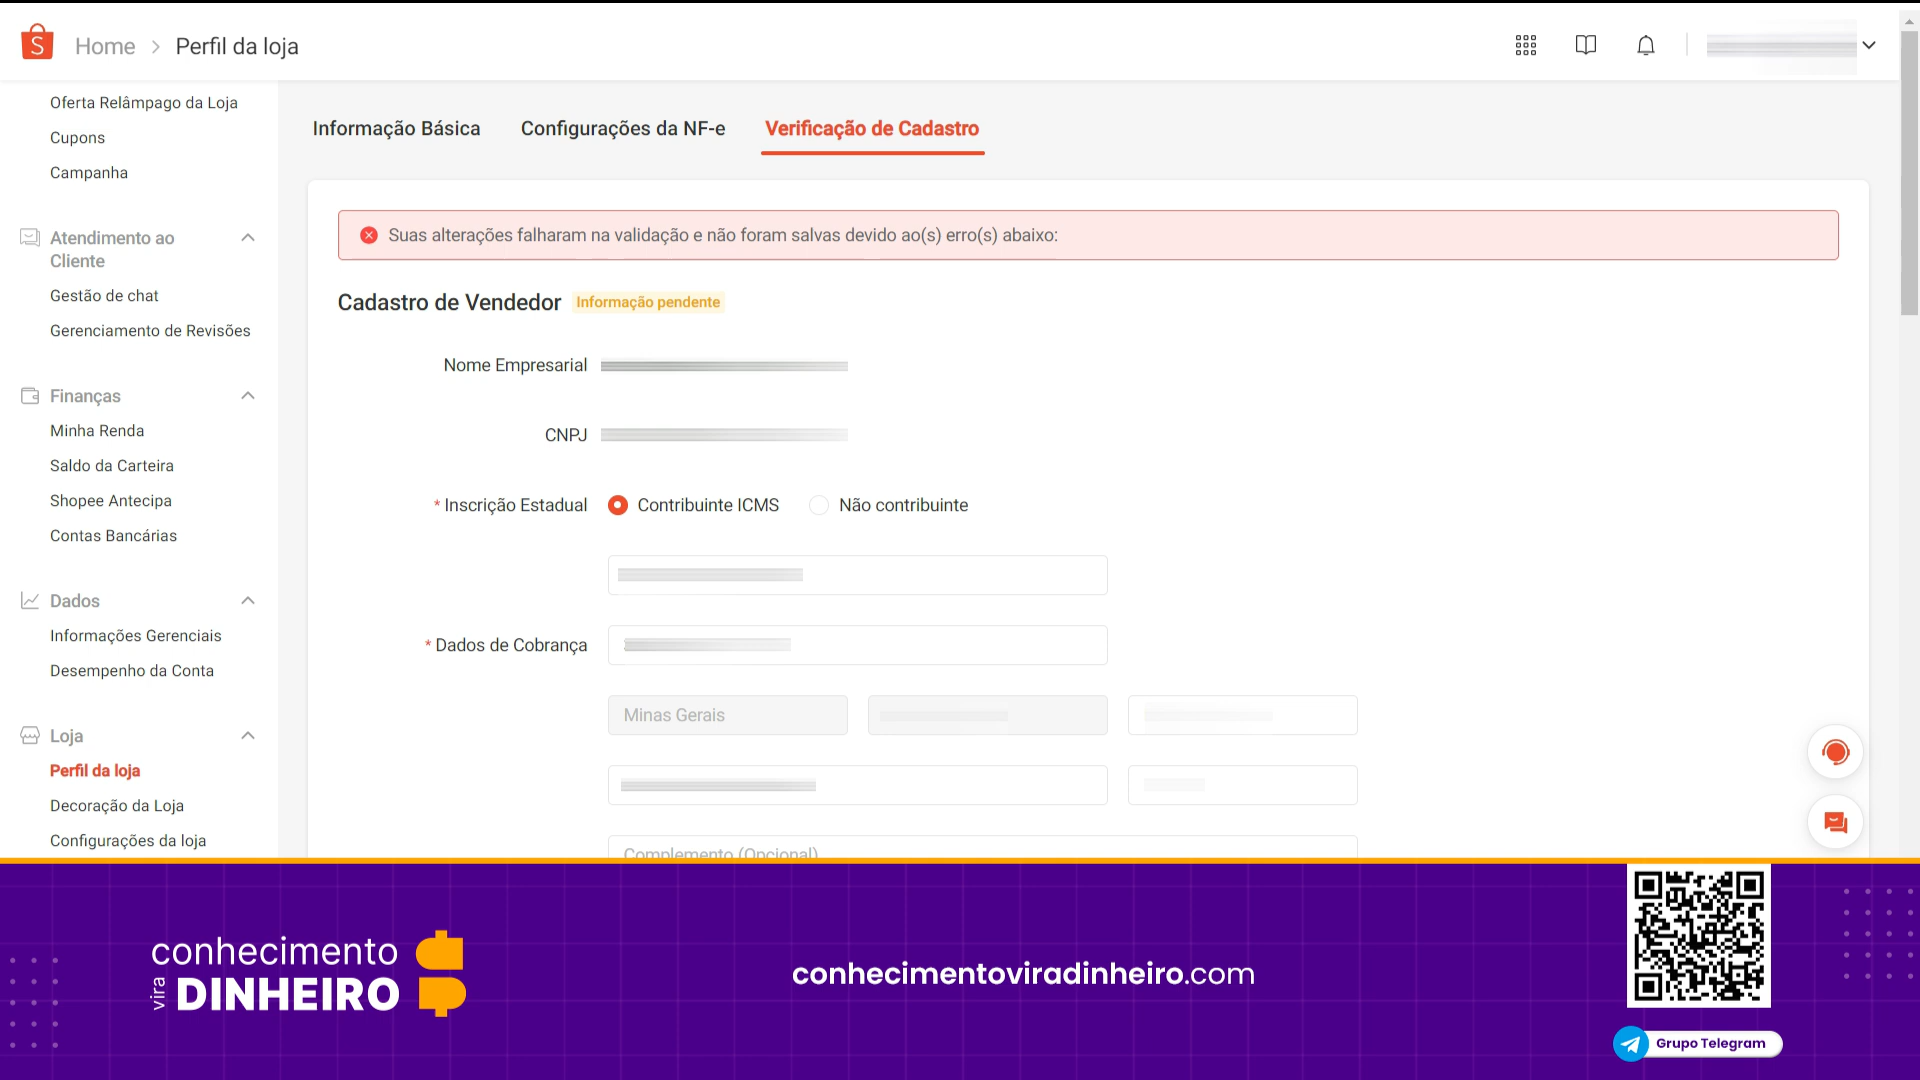 Home > Perfil da loja
Oferta Relâmpago da Loja
Cupons
Campanha
Atendimento ao
Cliente
Gestão de chat
Gerenciamento de Revisões
Finanças
Minha Renda
Saldo da Carteira
Shopee Antecipa
Contas Bancárias
Dados
Informações Gerenciais
Desempenho da Conta
Loja
Perfil da loja
Decoração da Loja
Configurações da loja
Informação Básica
Configurações da NF-e
Verificação de Cadastro
Suas alterações falharam na validação e não foram salvas devido ao(s) erro(s) abaixo:
Cadastro de Vendedor Informação pendente
Nome Empresarial
CNPJ
* Inscrição Estadual Contribuinte ICMS Não contribuinte
* Dados de Cobrança
Minas Gerais
Complemento (Opcional)
conhecimento
vira DINHEIRO
conhecimentoviradinheiro.com
Grupo Telegram